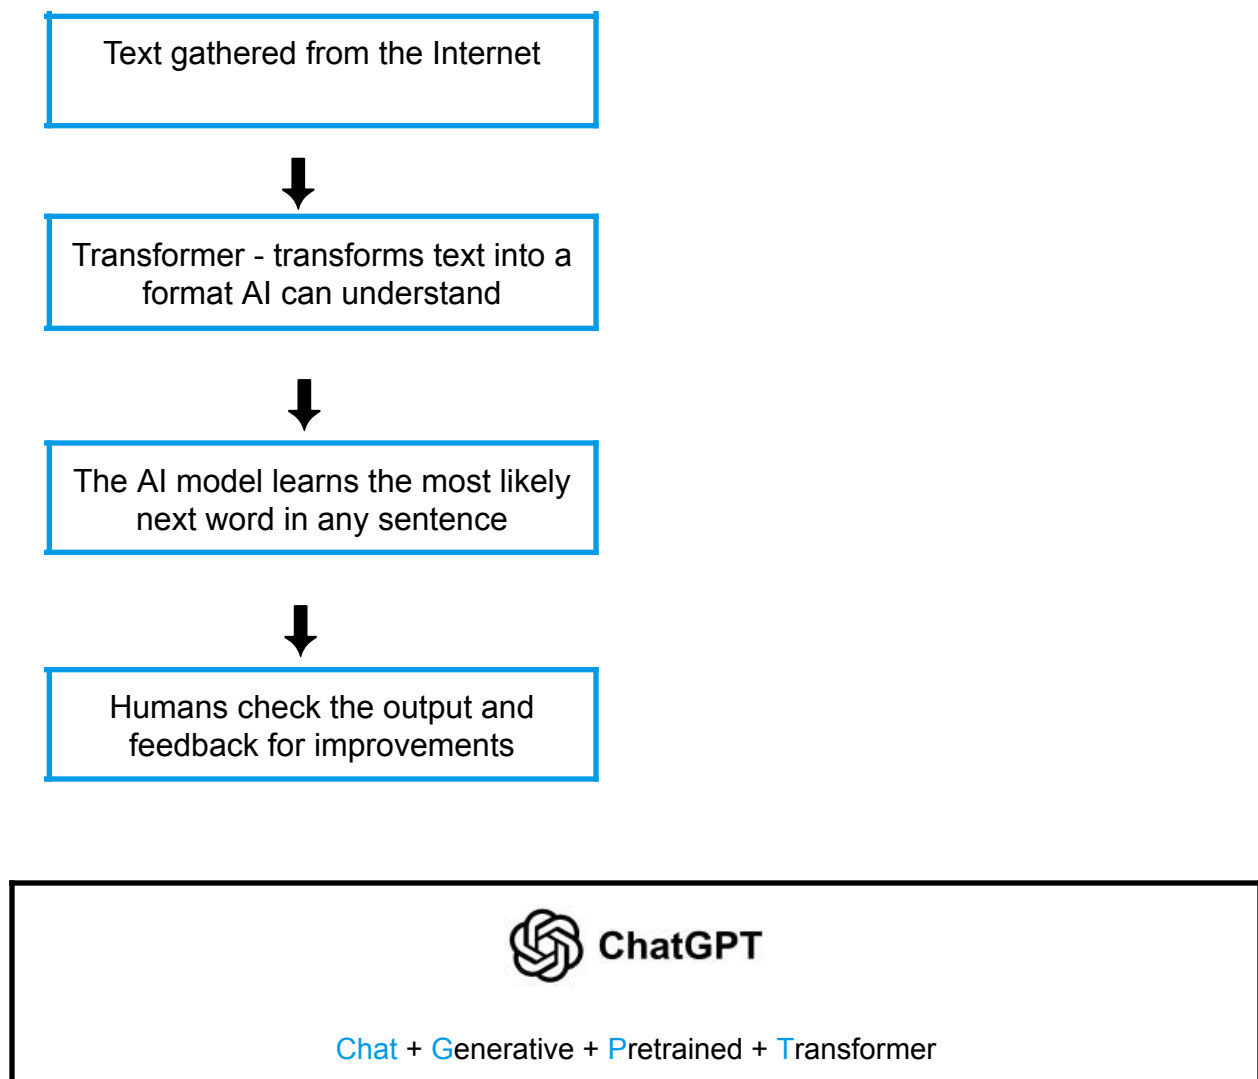 Text gathered from the Internet
Transformer - transforms text into a
format AI can understand
The AI model learns the most likely
next word in any sentence
Humans check the output and
feedback for improvements
ChatGPT
Chat + Generative + Pretrained + Transformer